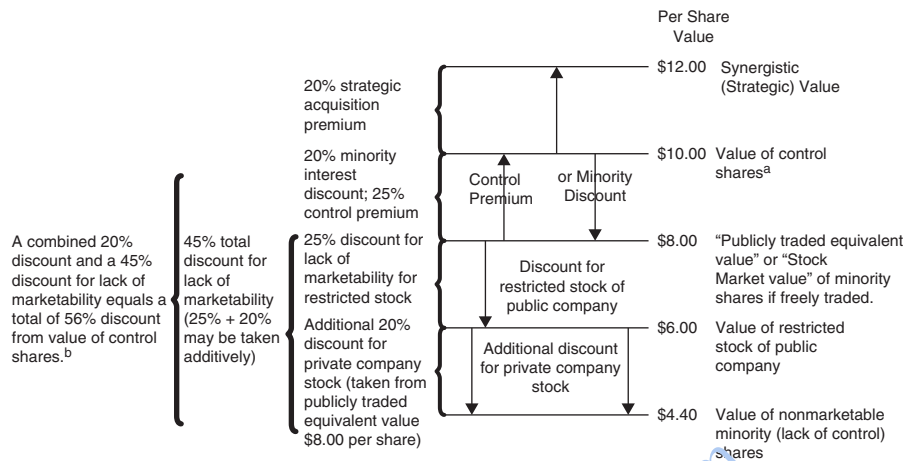 Per Share
Value
$12.00 Synergistic
(Strategic) Value
20% strategic
acquisition
premium
$10.00 Value of control
shares^a
20% minority
interest
discount; 25%
control premium
Control
Premium
or Minority
Discount
$8.00 “Publicly traded equivalent
value” or “Stock
Market value” of minority
shares if freely traded.
A combined 20%
discount and a 45%
discount for lack of
marketability equals a
total of 56% discount
from value of control
shares.^b
45% total
discount for
lack of
marketability
(25% + 20%
may be taken
additively)
25% discount for
lack of
marketability for
restricted stock
Discount for
restricted stock of
public company
$6.00 Value of restricted
stock of public
company
Additional 20%
discount for
private company
stock (taken from
publicly traded
equivalent value
$8.00 per share)
Additional discount
for private company
stock
$4.40 Value of nonmarketable
minority (lack of control)
shares